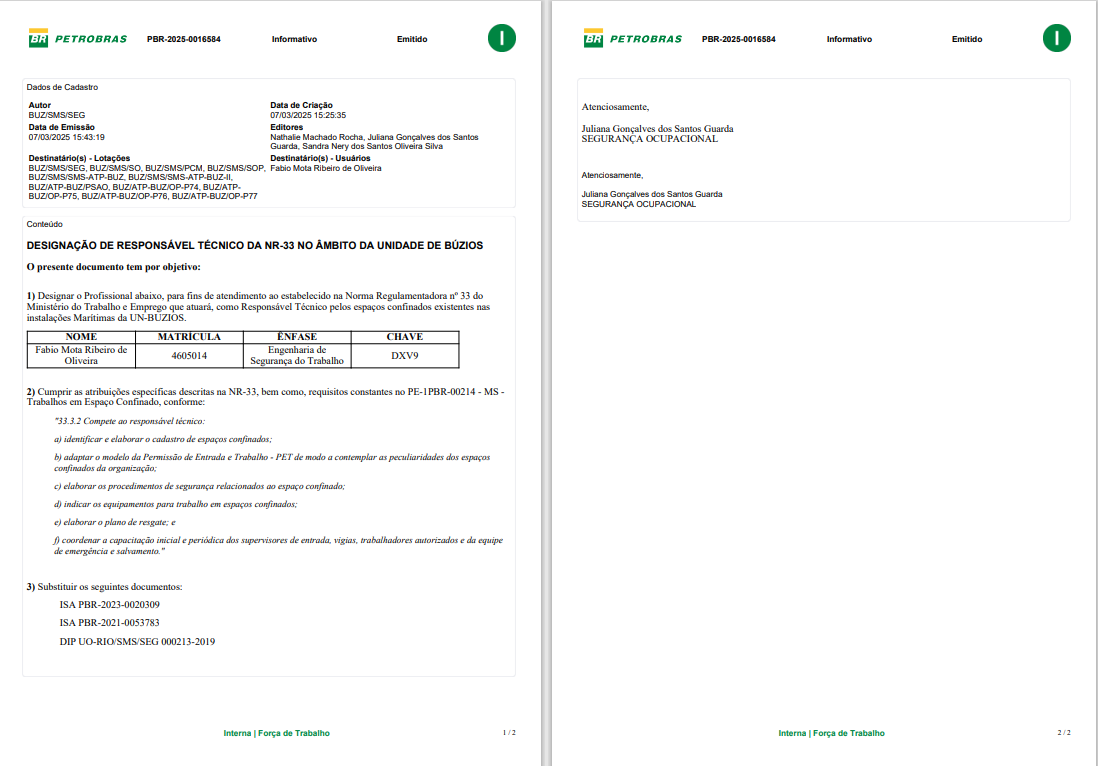 BR PETROBRAS PBR-2025-0016584 Informativo Emitido I
Dados de Cadastro
Autor
BUZ/SMS/SEG
Data de Criação
07/03/2025 15:25:35
Data de Emissão
07/03/2025 15:43:19
Editores
Nathalie Machado Rocha, Juliana Gonçalves dos Santos
Guarda, Sandra Nery dos Santos Oliveira Silva
Destinatário(s) - Lotações
BUZ/SMS/SEG, BUZ/SMS/SO, BUZ/SMS/PCM, BUZ/SMS/SOP,
BUZ/SMS/SMS-ATP-BUZ, BUZ/SMS/SMS-ATP-BUZ-II,
BUZ/ATP-BUZ/PSAO, BUZ/ATP-BUZ/OP-P74, BUZ/ATP-
BUZ/OP-P75, BUZ/ATP-BUZ/OP-P76, BUZ/ATP-BUZ/OP-P77
Destinatário(s) - Usuários
Fabio Mota Ribeiro de Oliveira
Conteúdo
DESIGNAÇÃO DE RESPONSÁVEL TÉCNICO DA NR-33 NO ÂMBITO DA UNIDADE DE BÚZIOS
O presente documento tem por objetivo:
1) Designar o Profissional abaixo, para fins de atendimento ao estabelecido na Norma Regulamentadora nº 33 do
Ministério do Trabalho e Emprego que atuará, como Responsável Técnico pelos espaços confinados existentes nas
instalações Marítimas da UN-BUZIOS.
NOME MATRÍCULA ÊNFASE CHAVE
Fabio Mota Ribeiro de
Oliveira
4605014
Engenharia de
Segurança do Trabalho
DXV9
2) Cumprir as atribuições específicas descritas na NR-33, bem como, requisitos constantes no PE-1PBR-00214 - MS -
Trabalhos em Espaço Confinado, conforme:
"33.3.2 Compete ao responsável técnico:
a) identificar e elaborar o cadastro de espaços confinados;
b) adaptar o modelo da Permissão de Entrada e Trabalho - PET de modo a contemplar as peculiaridades dos espaços
confinados da organização;
c) elaborar os procedimentos de segurança relacionados ao espaço confinado;
d) indicar os equipamentos para trabalho em espaços confinados;
e) elaborar o plano de resgate; e
f) coordenar a capacitação inicial e periódica dos supervisores de entrada, vigias, trabalhadores autorizados e da equipe
de emergência e salvamento."
3) Substituir os seguintes documentos:
ISA PBR-2023-0020309
ISA PBR-2021-0053783
DIP UO-RIO/SMS/SEG 000213-2019
Interna | Força de Trabalho 1 / 2
BR PETROBRAS PBR-2025-0016584 Informativo Emitido I
Atenciosamente,
Juliana Gonçalves dos Santos Guarda
SEGURANÇA OCUPACIONAL
Atenciosamente,
Juliana Gonçalves dos Santos Guarda
SEGURANÇA OCUPACIONAL
Interna | Força de Trabalho 2 / 2